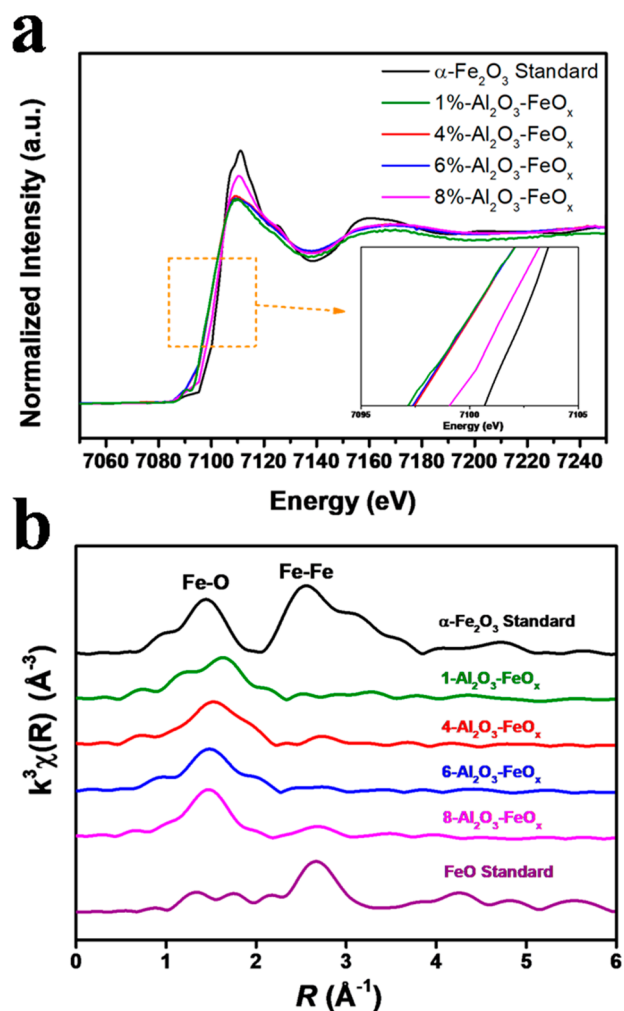 a
α-Fe₂O₃ Standard
1%-Al₂O₃-FeOₓ
4%-Al₂O₃-FeOₓ
6%-Al₂O₃-FeOₓ
8%-Al₂O₃-FeOₓ
Normalized Intensity (a.u.)
7095 7100 7105
Energy (eV)
7060 7080 7100 7120 7140 7160 7180 7200 7220 7240
Energy (eV)
b
Fe-O Fe-Fe
α-Fe₂O₃ Standard
1-Al₂O₃-FeOₓ
4-Al₂O₃-FeOₓ
6-Al₂O₃-FeOₓ
8-Al₂O₃-FeOₓ
FeO Standard
k³χ(R) (Å⁻³)
0 1 2 3 4 5 6
R (Å⁻¹)